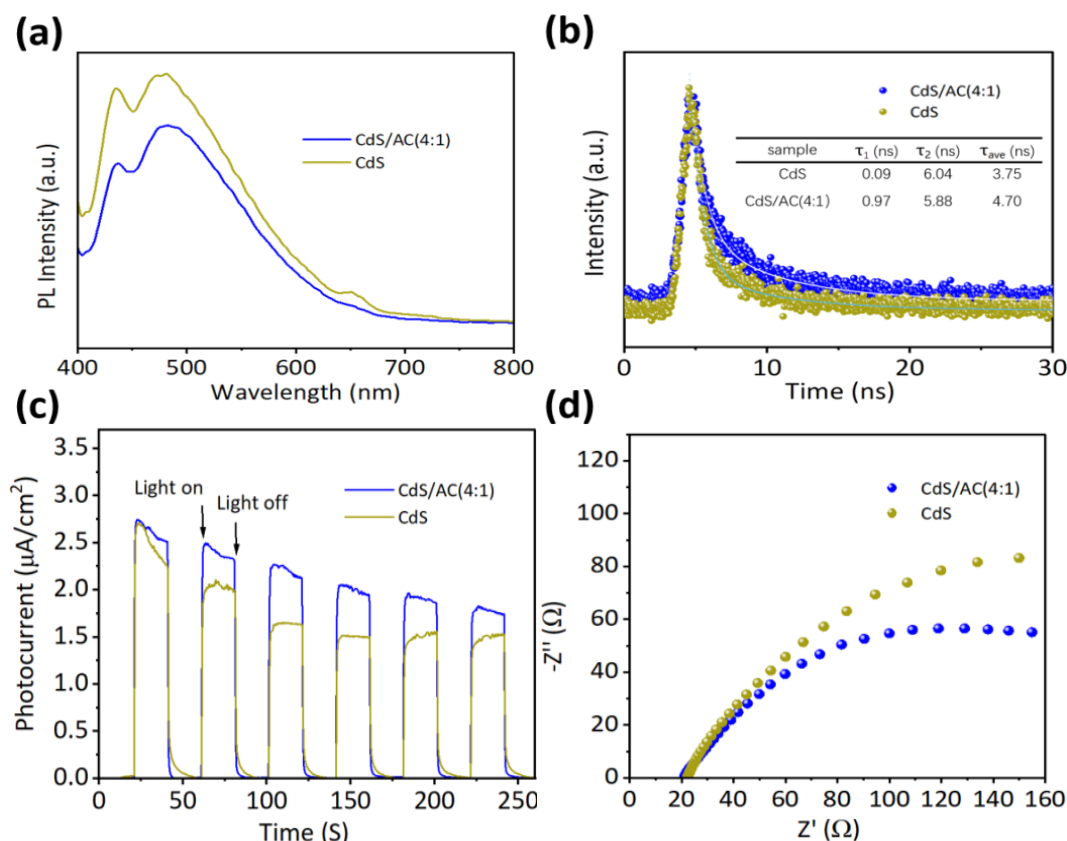 (a)
PL Intensity (a.u.)
CdS/AC(4:1)
CdS
400 500 600 700 800
Wavelength (nm)
(b)
Intensity (a.u.)
CdS/AC(4:1)
CdS
sample τ1 (ns) τ2 (ns) τave (ns)
CdS 0.09 6.04 3.75
CdS/AC(4:1) 0.97 5.88 4.70
0 10 20 30
Time (ns)
(c)
Photocurrent (µA/cm²)
3.5
3.0
2.5
2.0
1.5
1.0
0.5
0.0
Light on
Light off
CdS/AC(4:1)
CdS
0 50 100 150 200 250
Time (S)
(d)
-Z'' (Ω)
120
100
80
60
40
20
0
CdS/AC(4:1)
CdS
0 20 40 60 80 100 120 140 160
Z' (Ω)